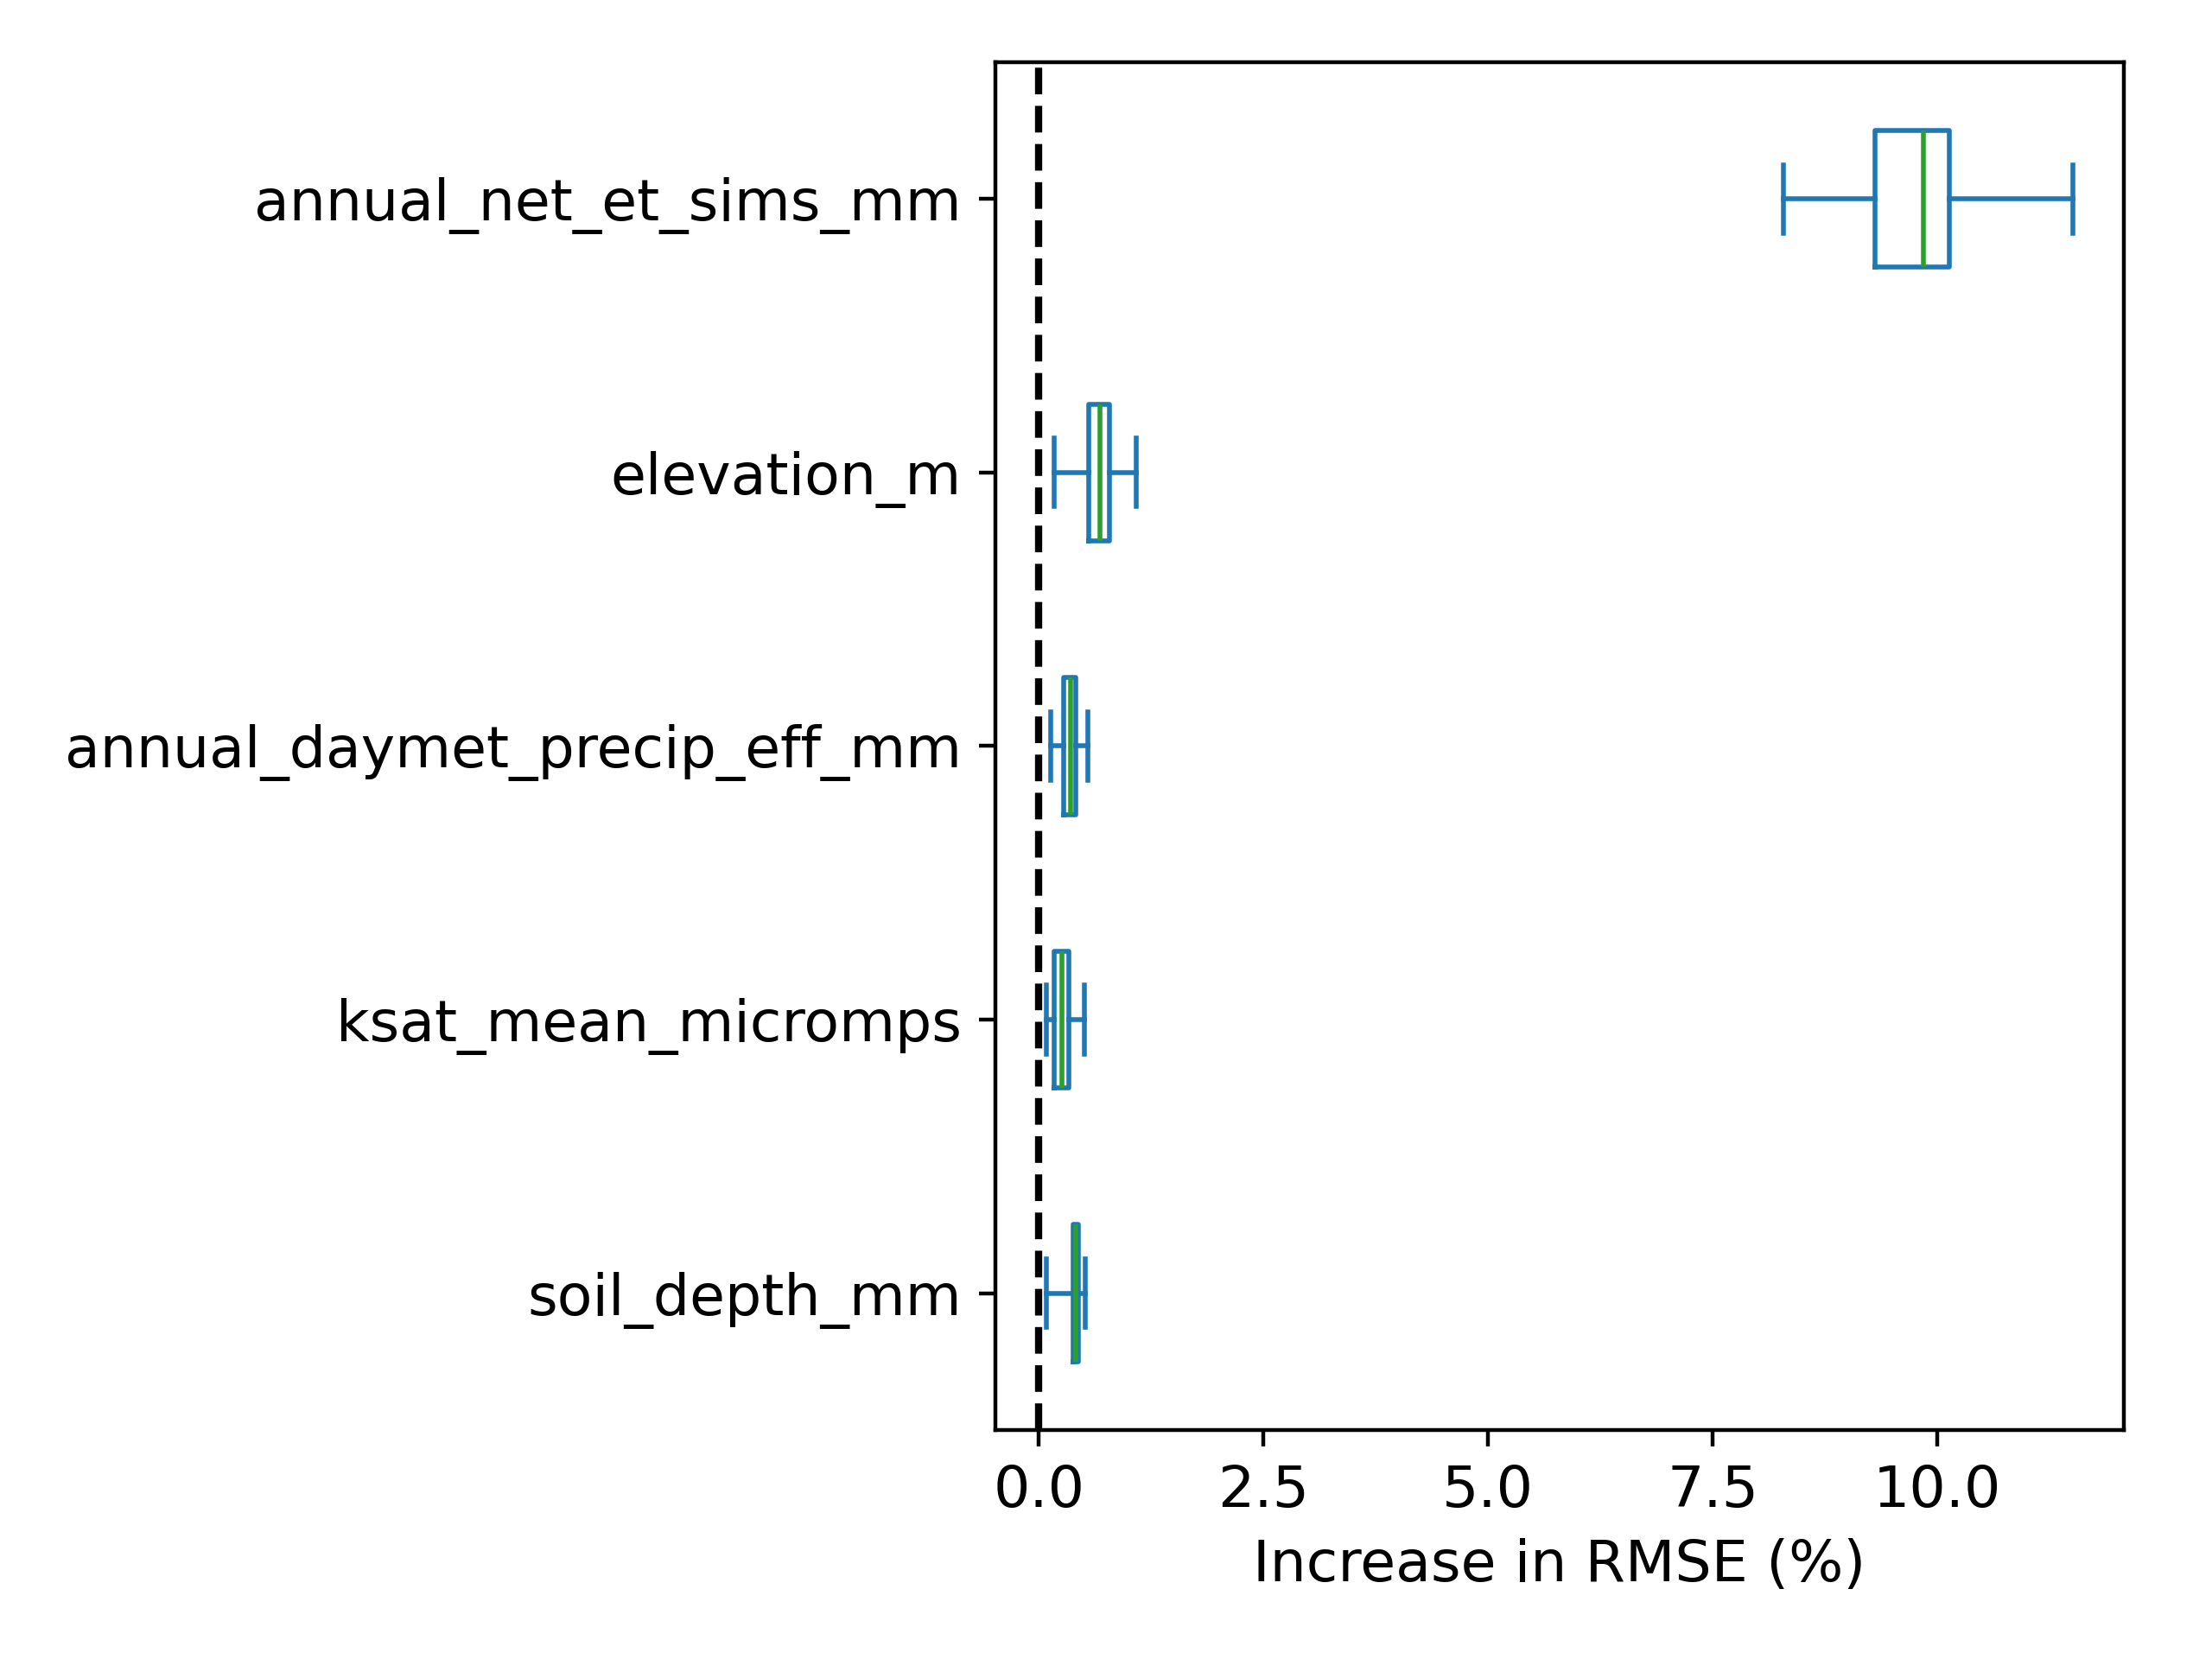 annual_net_et_sims_mm
elevation_m
annual_daymet_precip_eff_mm
ksat_mean_micromps
soil_depth_mm
0.0 2.5 5.0 7.5 10.0
Increase in RMSE (%)